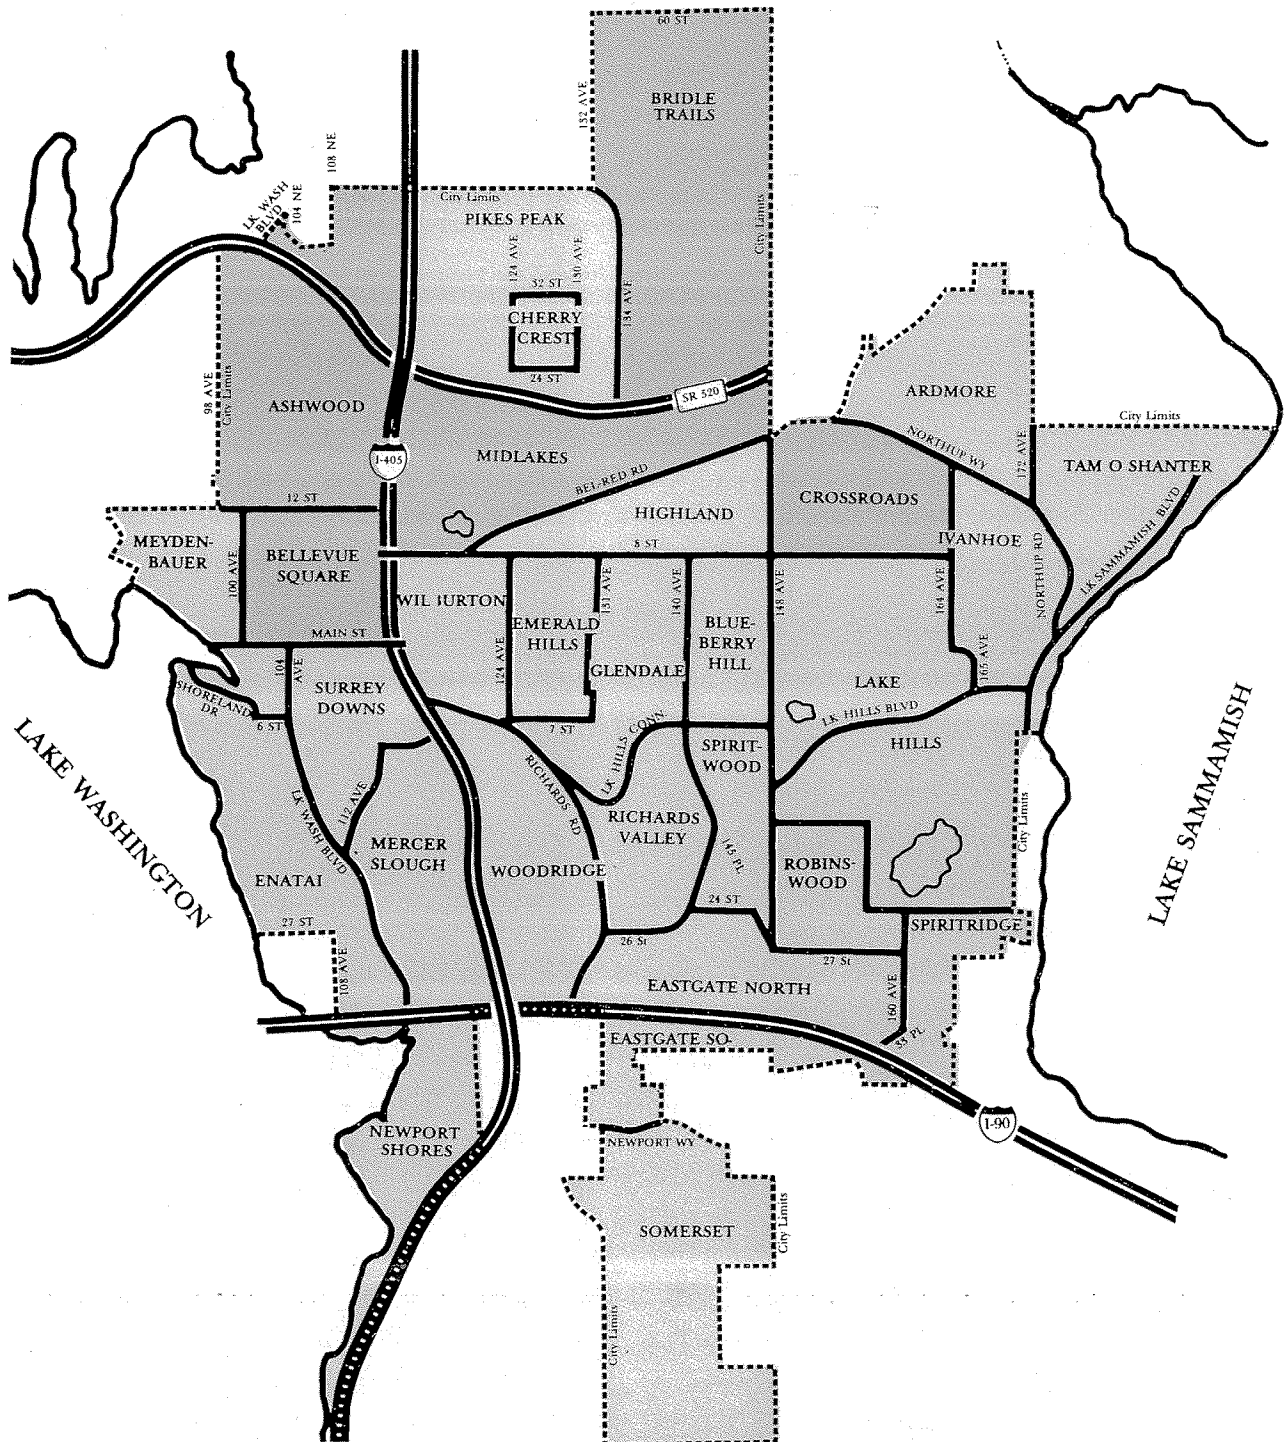 60 ST
132 AVE
BRIDLE
TRAILS
108 NE
LK WASH
BLVD
104 NE
City Limits
PIKES PEAK
City Limits
124 AVE
130 AVE
32 ST
CHERRY
CREST
24 ST
134 AVE
SR 520
98 AVE
City Limits
ASHWOOD
ARDMORE
City Limits
I-405
MIDLAKES
BEL-RED RD
NORTHUP WY
172 AVE
TAM O SHANTER
12 ST
HIGHLAND
CROSSROADS
LK SAMMAMISH BLVD
MEYDEN-
BAUER
100 AVE
BELLEVUE
SQUARE
8 ST
IVANHOE
NORTHUP RD
WILBURTON
131 AVE
140 AVE
148 AVE
164 AVE
MAIN ST
EMERALD
HILLS
BLUE-
BERRY
HILL
124 AVE
GLENDALE
104
AVE
SURREY
DOWNS
165 AVE
SHORELAND
DR
6 ST
7 ST
LK HILLS CONN
LAKE
HILLS
LK HILLS BLVD
SPIRIT-
WOOD
LAKE WASHINGTON
LAKE SAMMAMISH
RICHARDS RD
LK WASH BLVD
112 AVE
MERCER
SLOUGH
RICHARDS
VALLEY
145 PL
City Limits
ENATAI
WOODRIDGE
ROBINS-
WOOD
24 ST
27 ST
26 St
SPIRITRIDGE
27 St
108 AVE
EASTGATE NORTH
160 AVE
EASTGATE SO.
33 PL
I-90
NEWPORT
SHORES
NEWPORT WY
SOMERSET
City Limits
City Limits